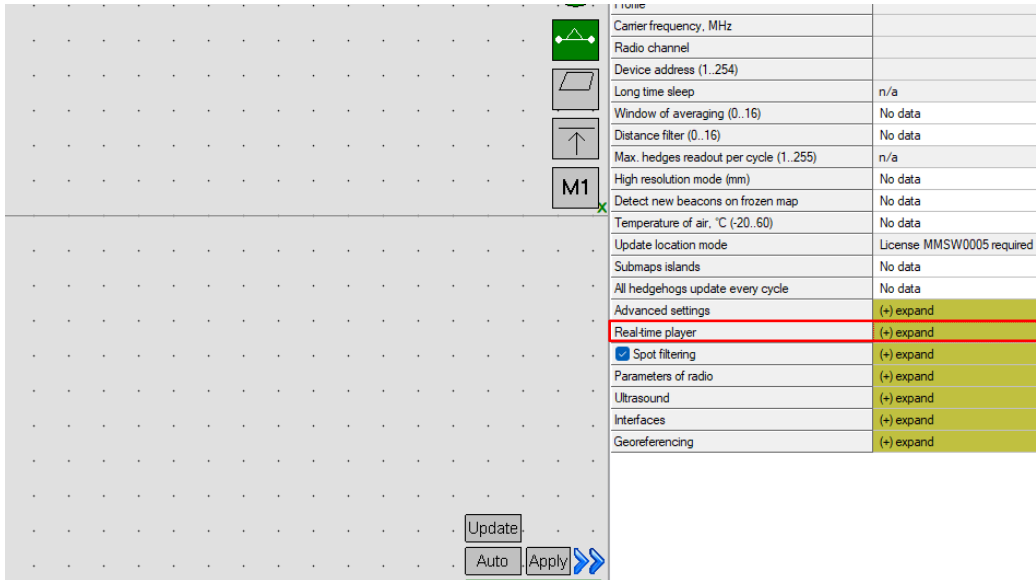 Profile
Carrier frequency, MHz
Radio channel
Device address (1..254)
Long time sleep n/a
Window of averaging (0..16) No data
Distance filter (0..16) No data
Max. hedges readout per cycle (1..255) n/a
High resolution mode (mm) No data
M1
x
Detect new beacons on frozen map No data
Temperature of air, °C (-20..60) No data
Update location mode License MMSW0005 required
Submaps islands No data
All hedgehogs update every cycle No data
Advanced settings (+) expand
Real-time player (+) expand
Spot filtering (+) expand
Parameters of radio (+) expand
Ultrasound (+) expand
Interfaces (+) expand
Georeferencing (+) expand
Update
Auto Apply